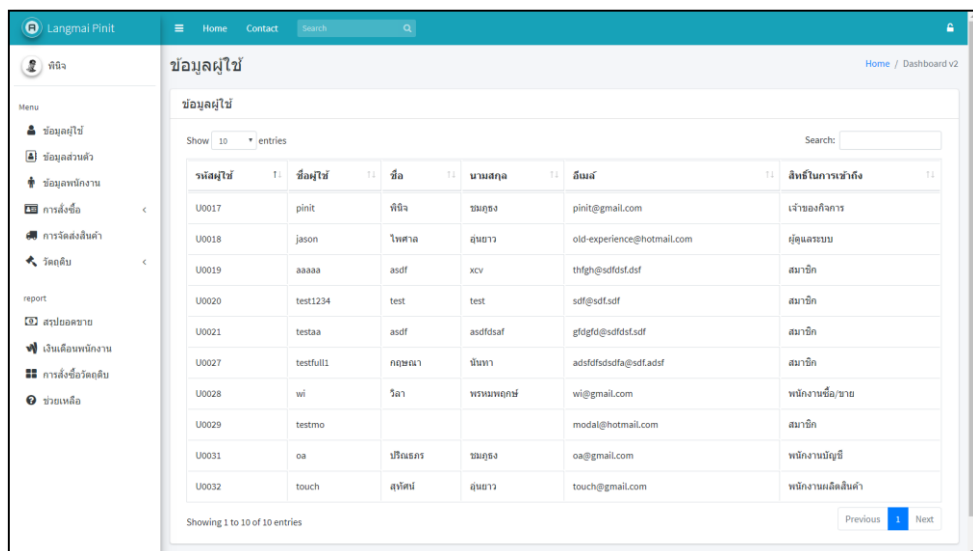 Langmai Pinit
Home Contact Search
พินิจ
Menu
ข้อมูลผู้ใช้
ข้อมูลส่วนตัว
ข้อมูลพนักงาน
การสั่งซื้อ
การจัดส่งสินค้า
วัตถุดิบ
report
สรุปยอดขาย
เงินเดือนพนักงาน
การสั่งซื้อวัตถุดิบ
ช่วยเหลือ
ข้อมูลผู้ใช้
Home / Dashboard v2
ข้อมูลผู้ใช้
Show 10 entries Search:
รหัสผู้ใช้ ชื่อผู้ใช้ ชื่อ นามสกุล อีเมล์ สิทธิ์ในการเข้าถึง
U0017 pinit พินิจ ชมภูธง pinit@gmail.com เจ้าของกิจการ
U0018 jason ไพศาล อุ่นยาว old-experience@hotmail.com ผู้ดูแลระบบ
U0019 aaaaa asdf xcv thfgh@sdfdsf.dsf สมาชิก
U0020 test1234 test test sdf@sdf.sdf สมาชิก
U0021 testaa asdf asdfdsaf gfdgfd@sdfdsf.sdf สมาชิก
U0027 testfull1 กฤษณา นันทา adsfdfsdsdfa@sdf.adsf สมาชิก
U0028 wi วิลา พรหมพฤกษ์ wi@gmail.com พนักงานซื้อ/ขาย
U0029 testmo modal@hotmail.com สมาชิก
U0031 oa ปริณธภร ชมภูธง oa@gmail.com พนักงานบัญชี
U0032 touch สุทัศน์ อุ่นยาว touch@gmail.com พนักงานผลิตสินค้า
Showing 1 to 10 of 10 entries
Previous 1 Next